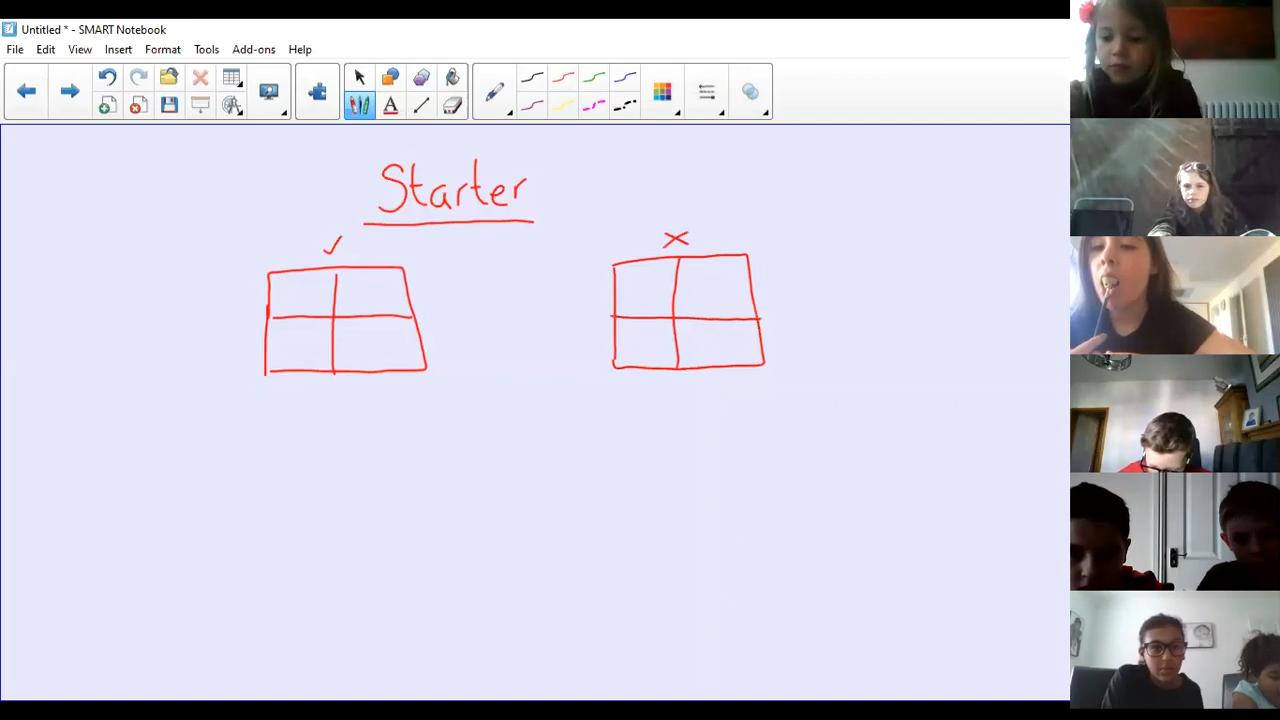 Untitled * - SMART Notebook
File Edit View Insert Format Tools Add-ons Help
Starter
✓ ×